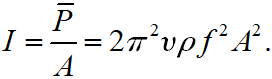 I = P̅/A = 2π²υρf²A².